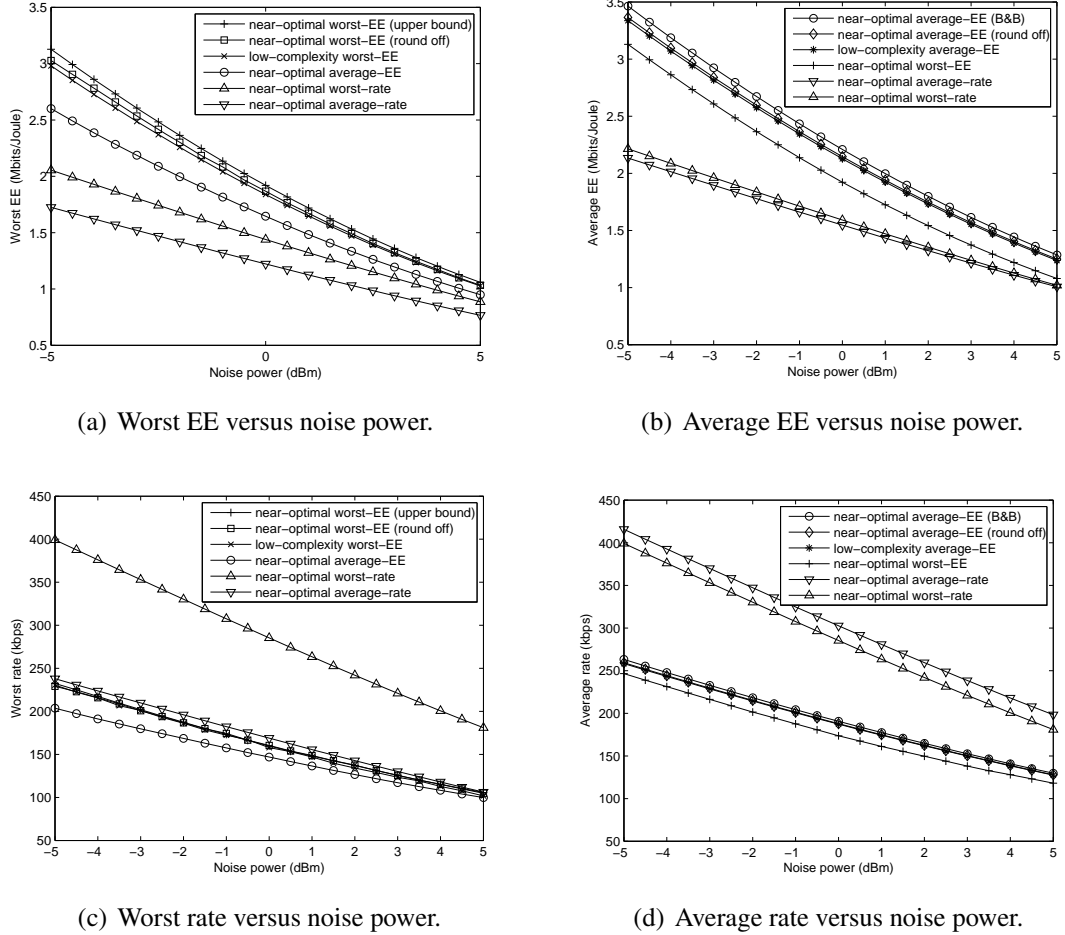 near−optimal worst−EE (upper bound)
near−optimal worst−EE (round off)
low−complexity worst−EE
near−optimal average−EE
near−optimal worst−rate
near−optimal average−rate
3.5
3
2.5
2
1.5
1
0.5
Worst EE (Mbits/Joule)
−5
0
5
Noise power (dBm)
(a) Worst EE versus noise power.
near−optimal average−EE (B&B)
near−optimal average−EE (round off)
low−complexity average−EE
near−optimal worst−EE
near−optimal average−rate
near−optimal worst−rate
3.5
3
2.5
2
1.5
1
0.5
Average EE (Mbits/Joule)
−5 −4 −3 −2 −1 0 1 2 3 4 5
Noise power (dBm)
(b) Average EE versus noise power.
near−optimal worst−EE (upper bound)
near−optimal worst−EE (round off)
low−complexity worst−EE
near−optimal average−EE
near−optimal worst−rate
near−optimal average−rate
450
400
350
300
250
200
150
100
50
Worst rate (kbps)
−5 −4 −3 −2 −1 0 1 2 3 4 5
Noise power (dBm)
(c) Worst rate versus noise power.
near−optimal average−EE (B&B)
near−optimal average−EE (round off)
low−complexity average−EE
near−optimal worst−EE
near−optimal average−rate
near−optimal worst−rate
450
400
350
300
250
200
150
100
50
Average rate (kbps)
−5 −4 −3 −2 −1 0 1 2 3 4 5
Noise power (dBm)
(d) Average rate versus noise power.